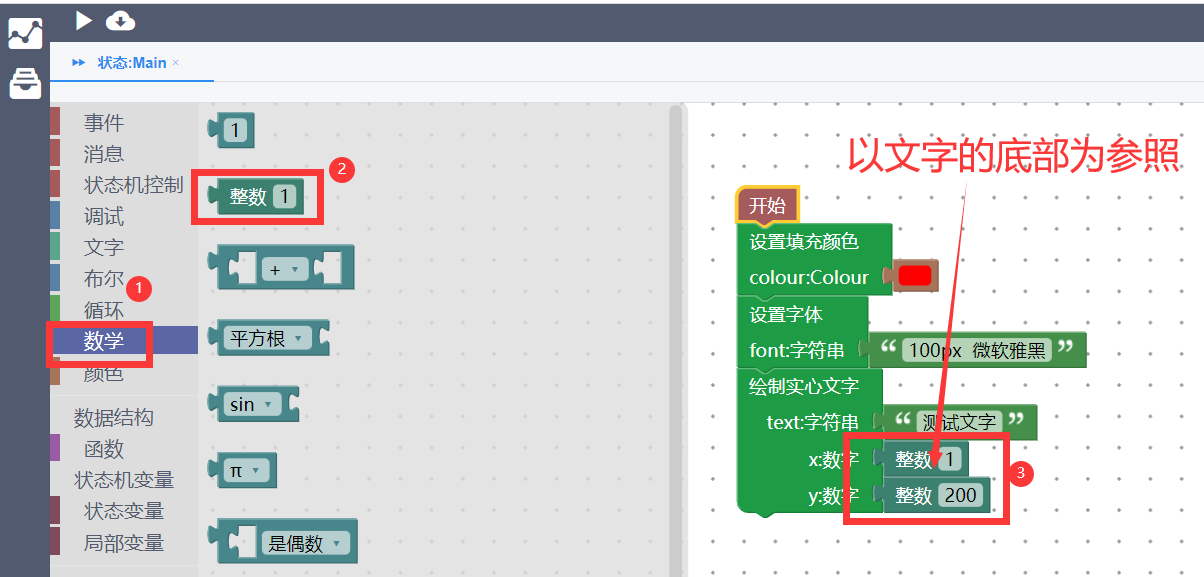 状态:Main ×
事件
消息
状态机控制
调试
文字
布尔
循环
数学
颜色
数据结构
函数
状态机变量
状态变量
局部变量
1
1
整数 1
2
+
平方根
sin
π
是偶数
以文字的底部为参照
开始
设置填充颜色
colour:Colour
设置字体
font:字符串 “ 100px 微软雅黑 ”
绘制实心文字
text:字符串 “ 测试文字 ”
x:数字 整数 1
y:数字 整数 200
3